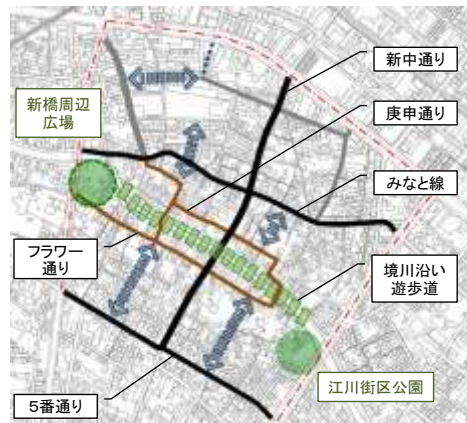 新中通り
新橋周辺
広場
庚申通り
みなと線
フラワー
通り
境川沿い
遊歩道
江川街区公園
5番通り